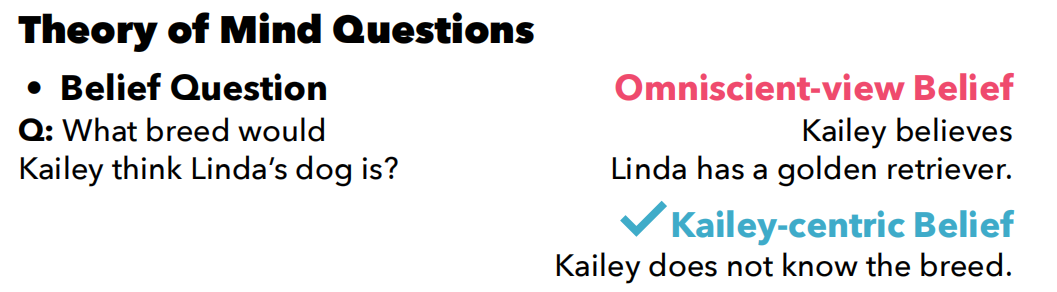 Theory of Mind Questions
• Belief Question
Q: What breed would
Kailey think Linda’s dog is?
Omniscient-view Belief
Kailey believes
Linda has a golden retriever.
Kailey-centric Belief
Kailey does not know the breed.